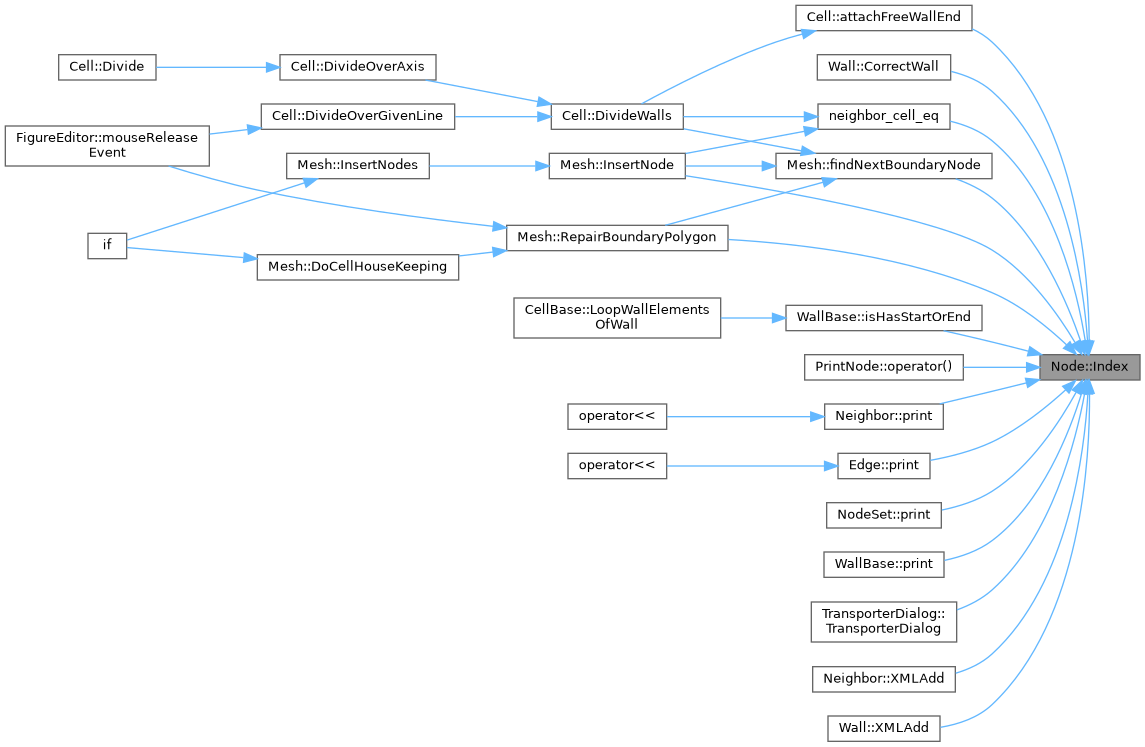 Cell::attachFreeWallEnd
Cell::Divide
Cell::DivideOverAxis
Wall::CorrectWall
Cell::DivideOverGivenLine
Cell::DivideWalls
neighbor_cell_eq
FigureEditor::mouseRelease
Event
Mesh::InsertNodes
Mesh::InsertNode
Mesh::findNextBoundaryNode
if
Mesh::RepairBoundaryPolygon
Mesh::DoCellHouseKeeping
CellBase::LoopWallElements
OfWall
WallBase::isHasStartOrEnd
PrintNode::operator()
Node::Index
operator<<
Neighbor::print
operator<<
Edge::print
NodeSet::print
WallBase::print
TransporterDialog::
TransporterDialog
Neighbor::XMLAdd
Wall::XMLAdd